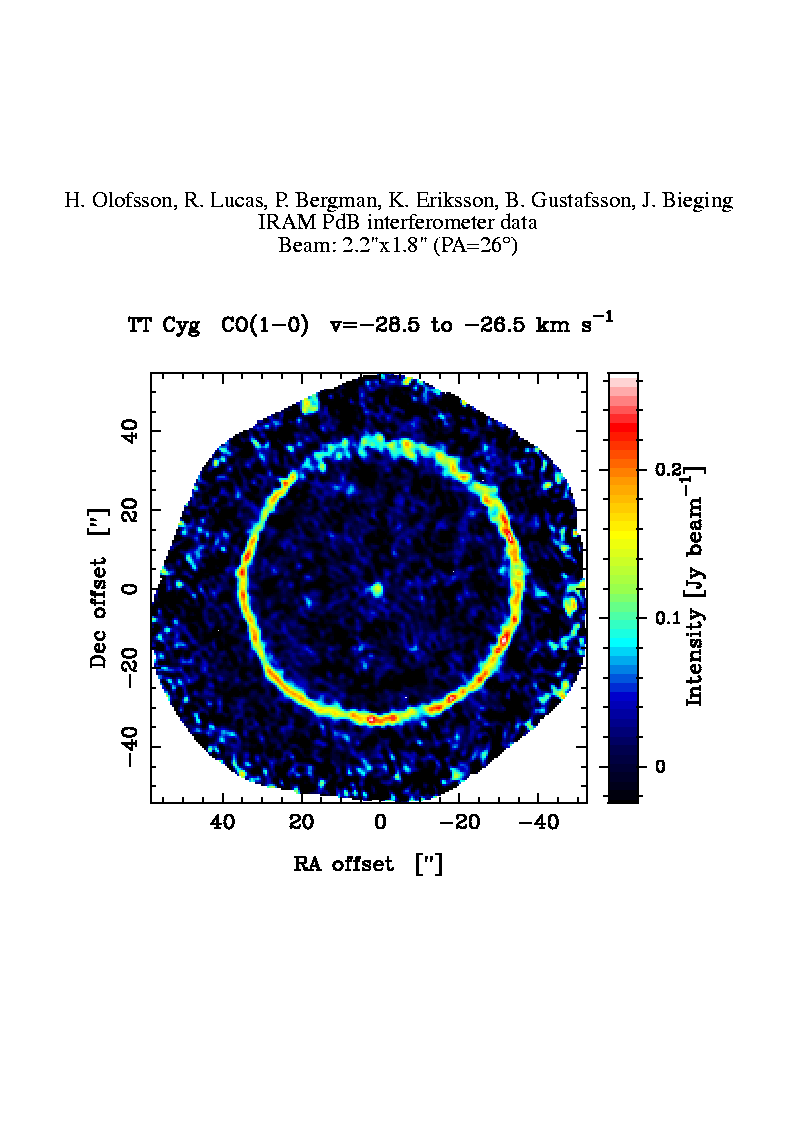 H. Olofsson, R. Lucas, P. Bergman, K. Eriksson, B. Gustafsson, J. Bieging
IRAM PdB interferometer data
Beam: 2.2"x1.8" (PA=26°)
TT Cyg CO(1−0) v=−28.5 to −26.5 km s⁻¹
40
20
0
−20
−40
Dec offset ["]
40 20 0 −20 −40
RA offset ["]
0.2
0.1
0
Intensity [Jy beam⁻¹]